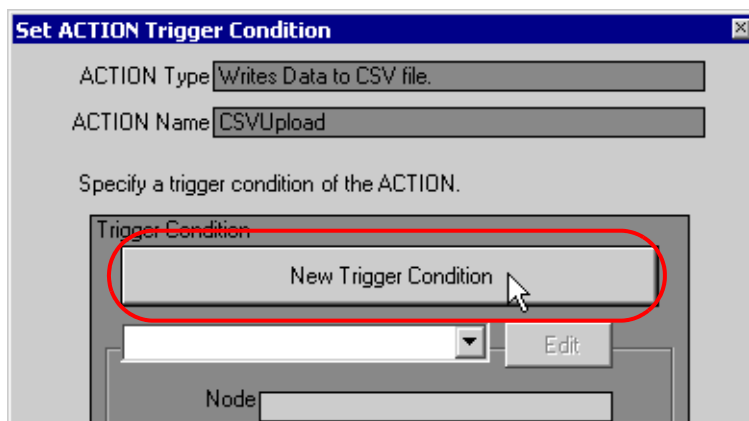 Set ACTION Trigger Condition
ACTION Type Writes Data to CSV file.
ACTION Name CSVUpload
Specify a trigger condition of the ACTION.
Trigger Condition
New Trigger Condition
Edit
Node